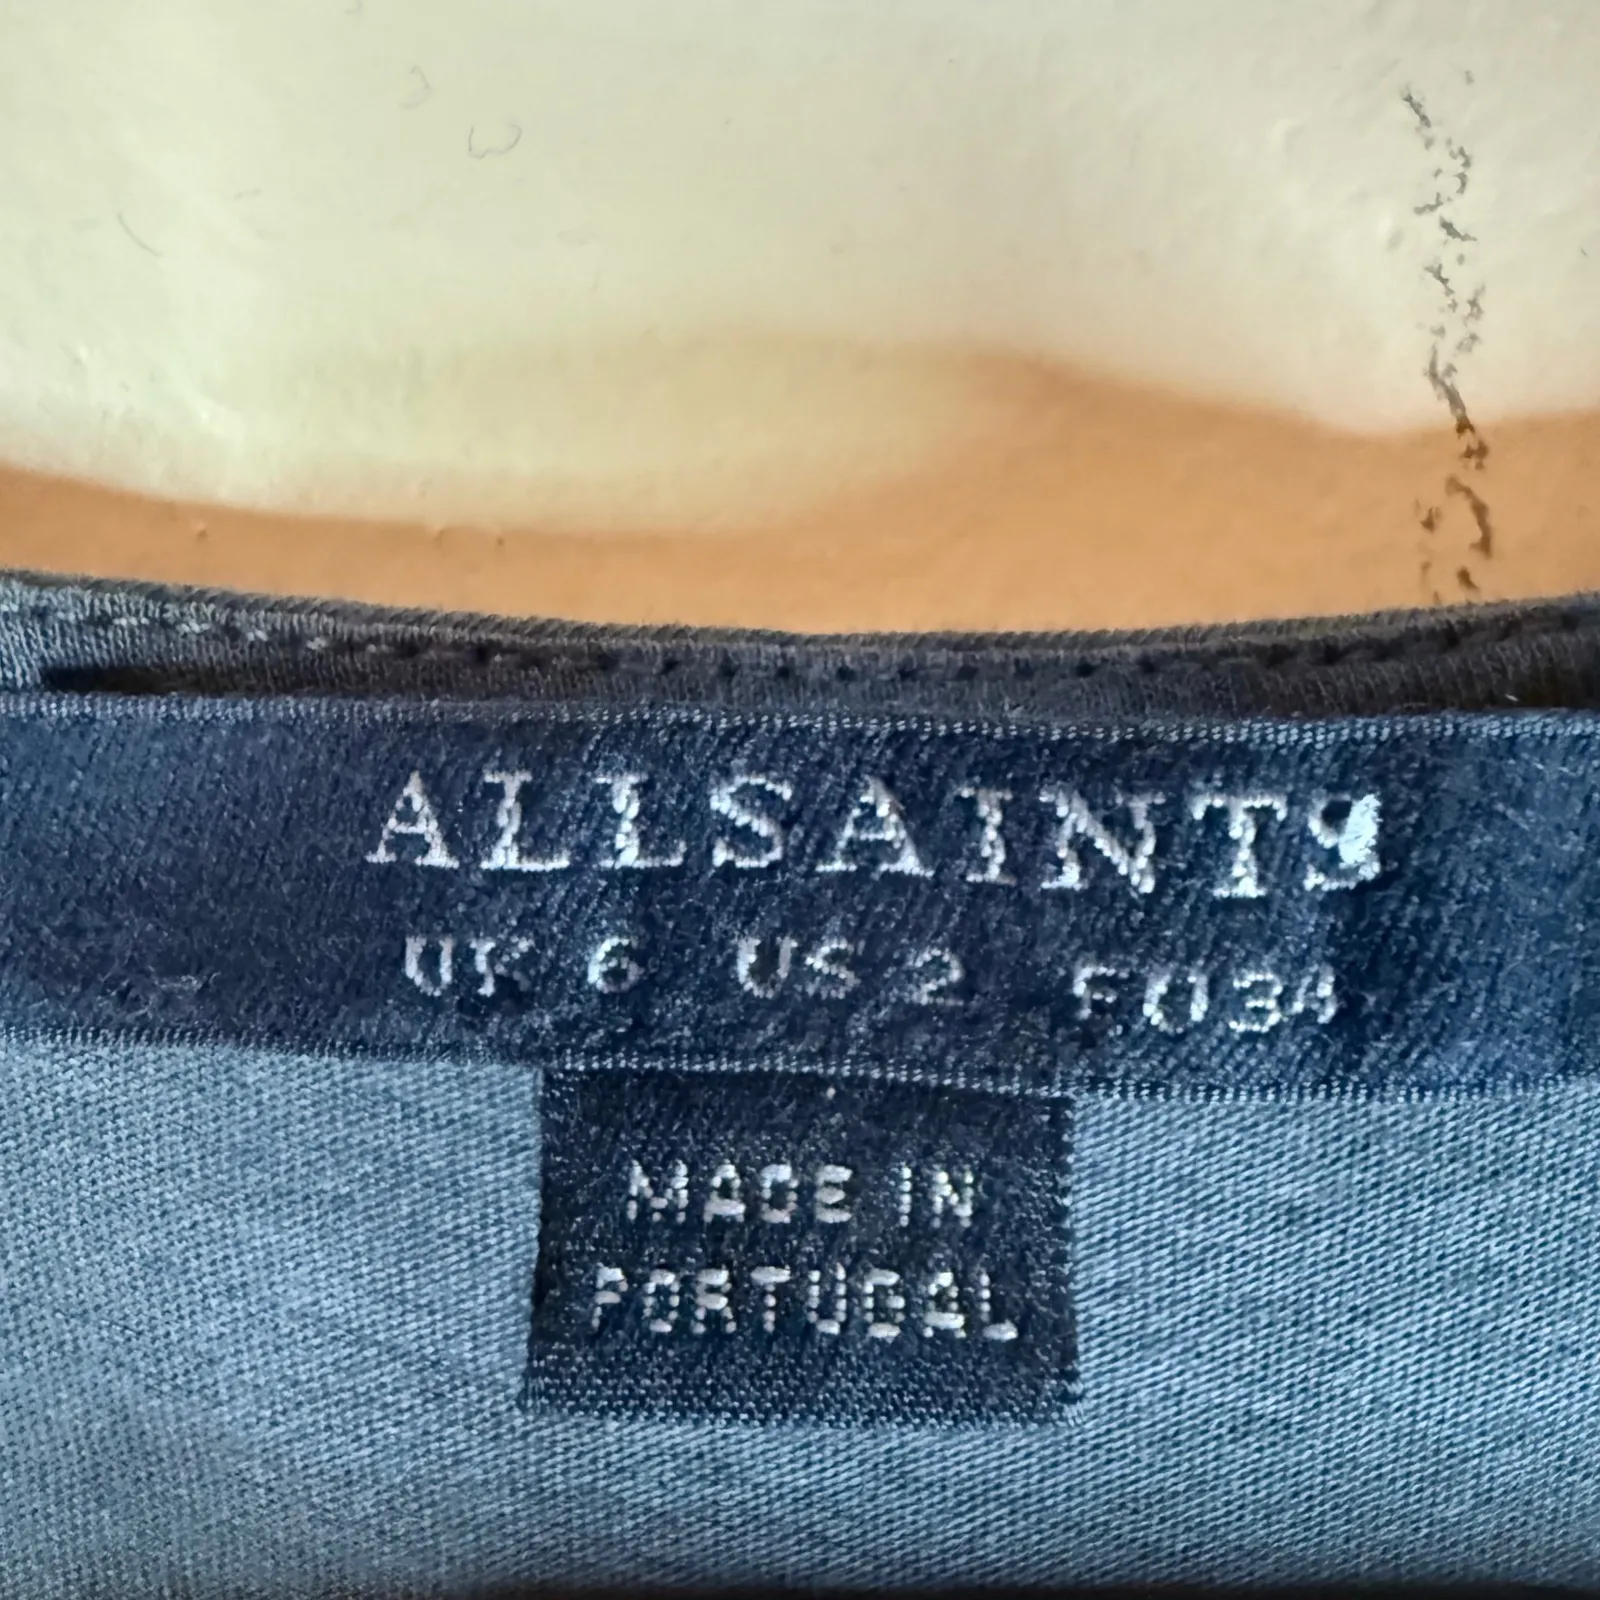 ALLSAINTS
UK 6 US 2 EU34
MADE IN
PORTUGAL